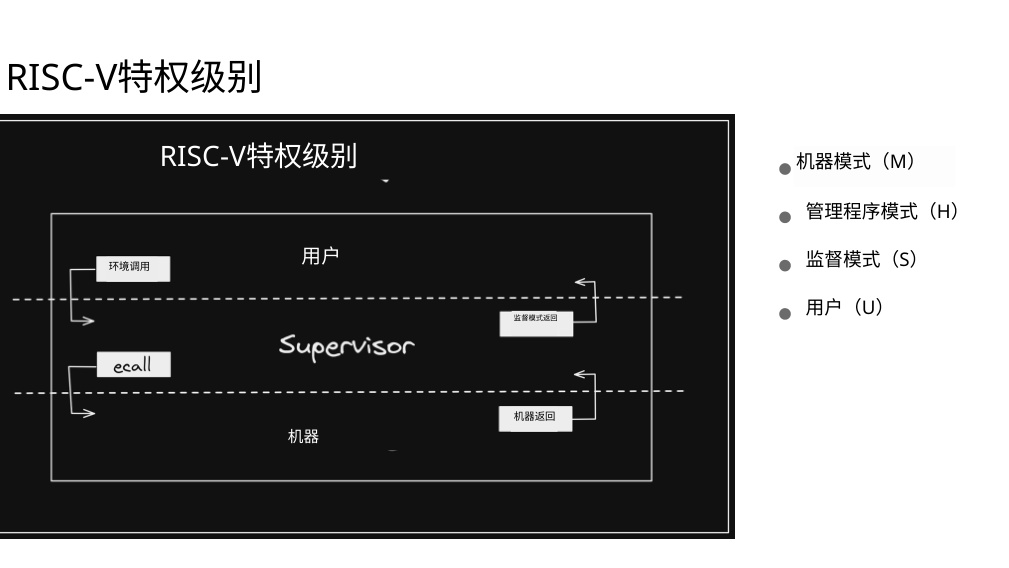 RISC-V特权级别
RISC-V特权级别
用户
环境调用
监督模式返回
Supervisor
ecall
机器返回
机器
机器模式（M）
管理程序模式（H）
监督模式（S）
用户（U）